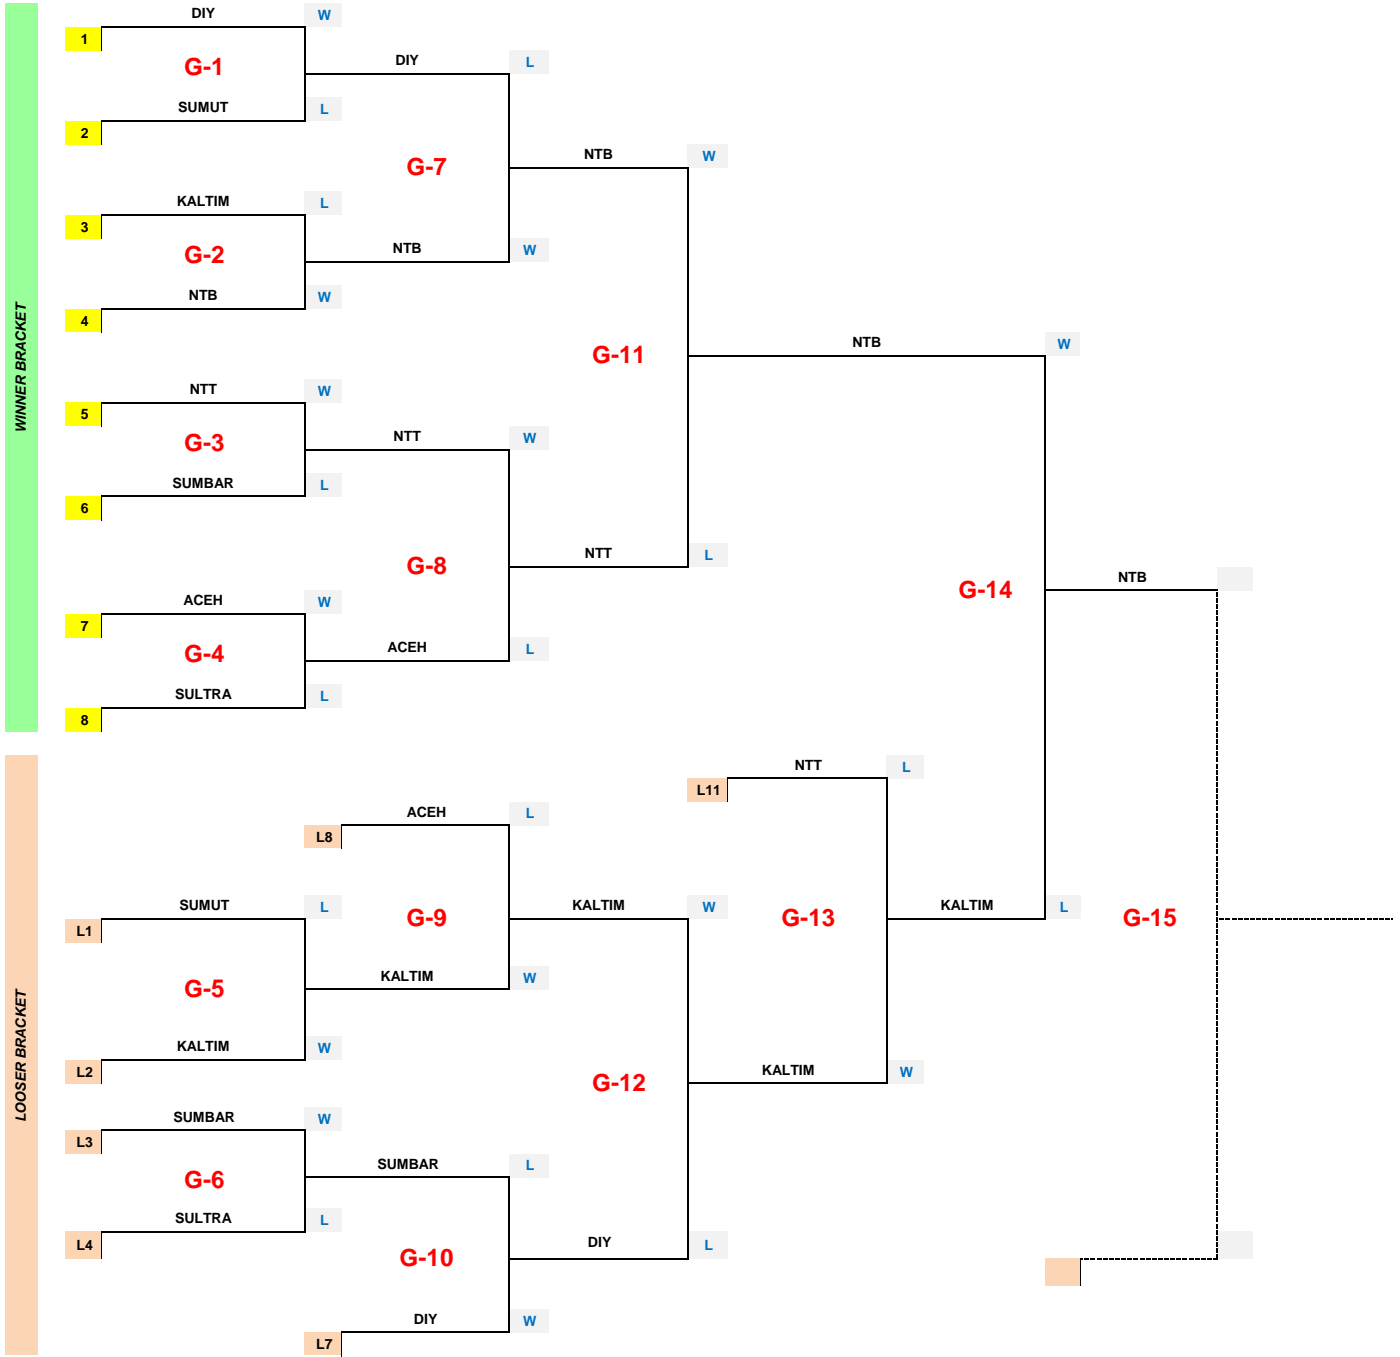 DIY
W
1
G-1
DIY
L
SUMUT
L
2
G-7
NTB
W
KALTIM
L
3
G-2
NTB
W
NTB
W
4
WINNER BRACKET
G-11
NTB
W
NTT
W
5
G-3
NTT
W
SUMBAR
L
6
G-8
NTT
L
G-14
NTB
ACEH
W
7
G-4
ACEH
L
SULTRA
L
8
NTT
L
L11
ACEH
L
L8
SUMUT
L
L1
G-9
KALTIM
W
G-13
KALTIM
L
G-15
KALTIM
W
G-5
LOOSER BRACKET
KALTIM
W
L2
G-12
KALTIM
W
SUMBAR
W
L3
G-6
SUMBAR
L
SULTRA
L
L4
G-10
DIY
L
DIY
W
L7